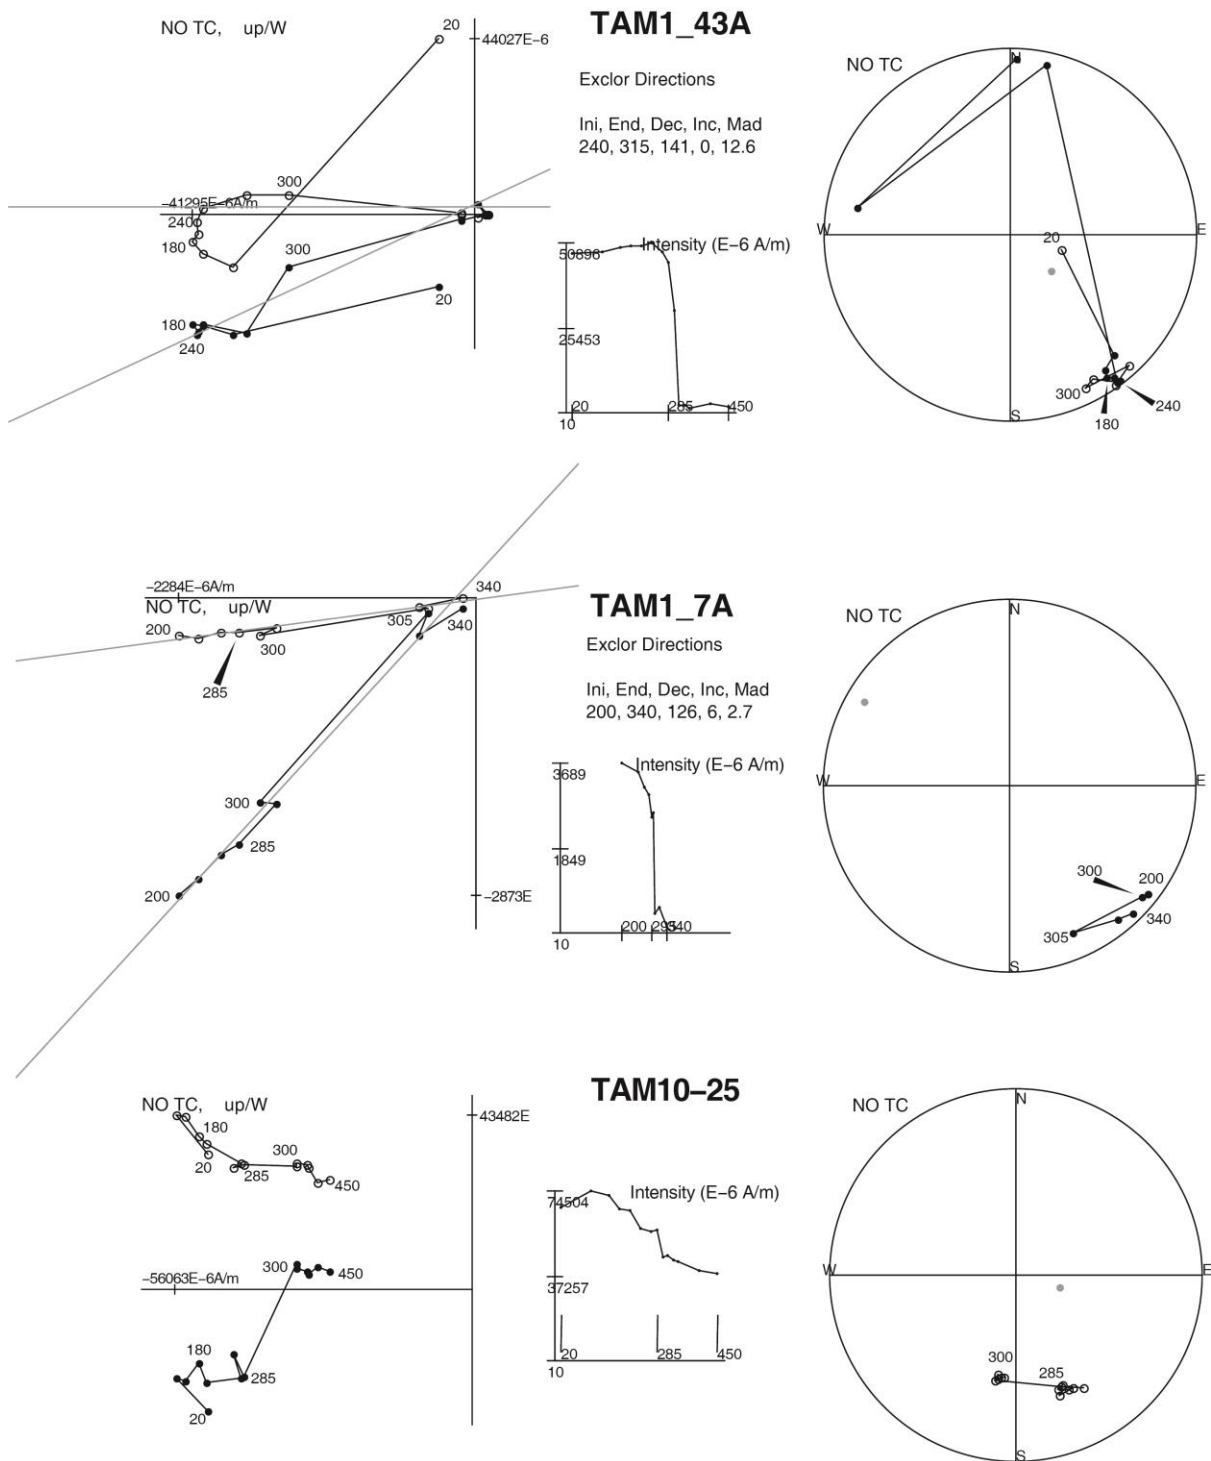 TAM1_43A
NO TC, up/W
20
44027E-6
300
-41295E-6A/m
240
180
300
20
180
240
Exclor Directions
Ini, End, Dec, Inc, Mad
240, 315, 141, 0, 12.6
Intensity (E-6 A/m)
50896
25453
10
20
285
450
NO TC
N
W
E
S
20
300
180
240
TAM1_7A
-2284E-6A/m
NO TC, up/W
340
200
305
340
300
285
300
285
200
-2873E
Exclor Directions
Ini, End, Dec, Inc, Mad
200, 340, 126, 6, 2.7
Intensity (E-6 A/m)
3689
1849
10
200
295
340
NO TC
N
W
E
S
300
200
340
305
TAM10-25
NO TC, up/W
43482E
180
20
300
285
450
300
450
-56063E-6A/m
180
285
20
Intensity (E-6 A/m)
74504
37257
10
20
285
450
NO TC
N
W
E
S
300
285